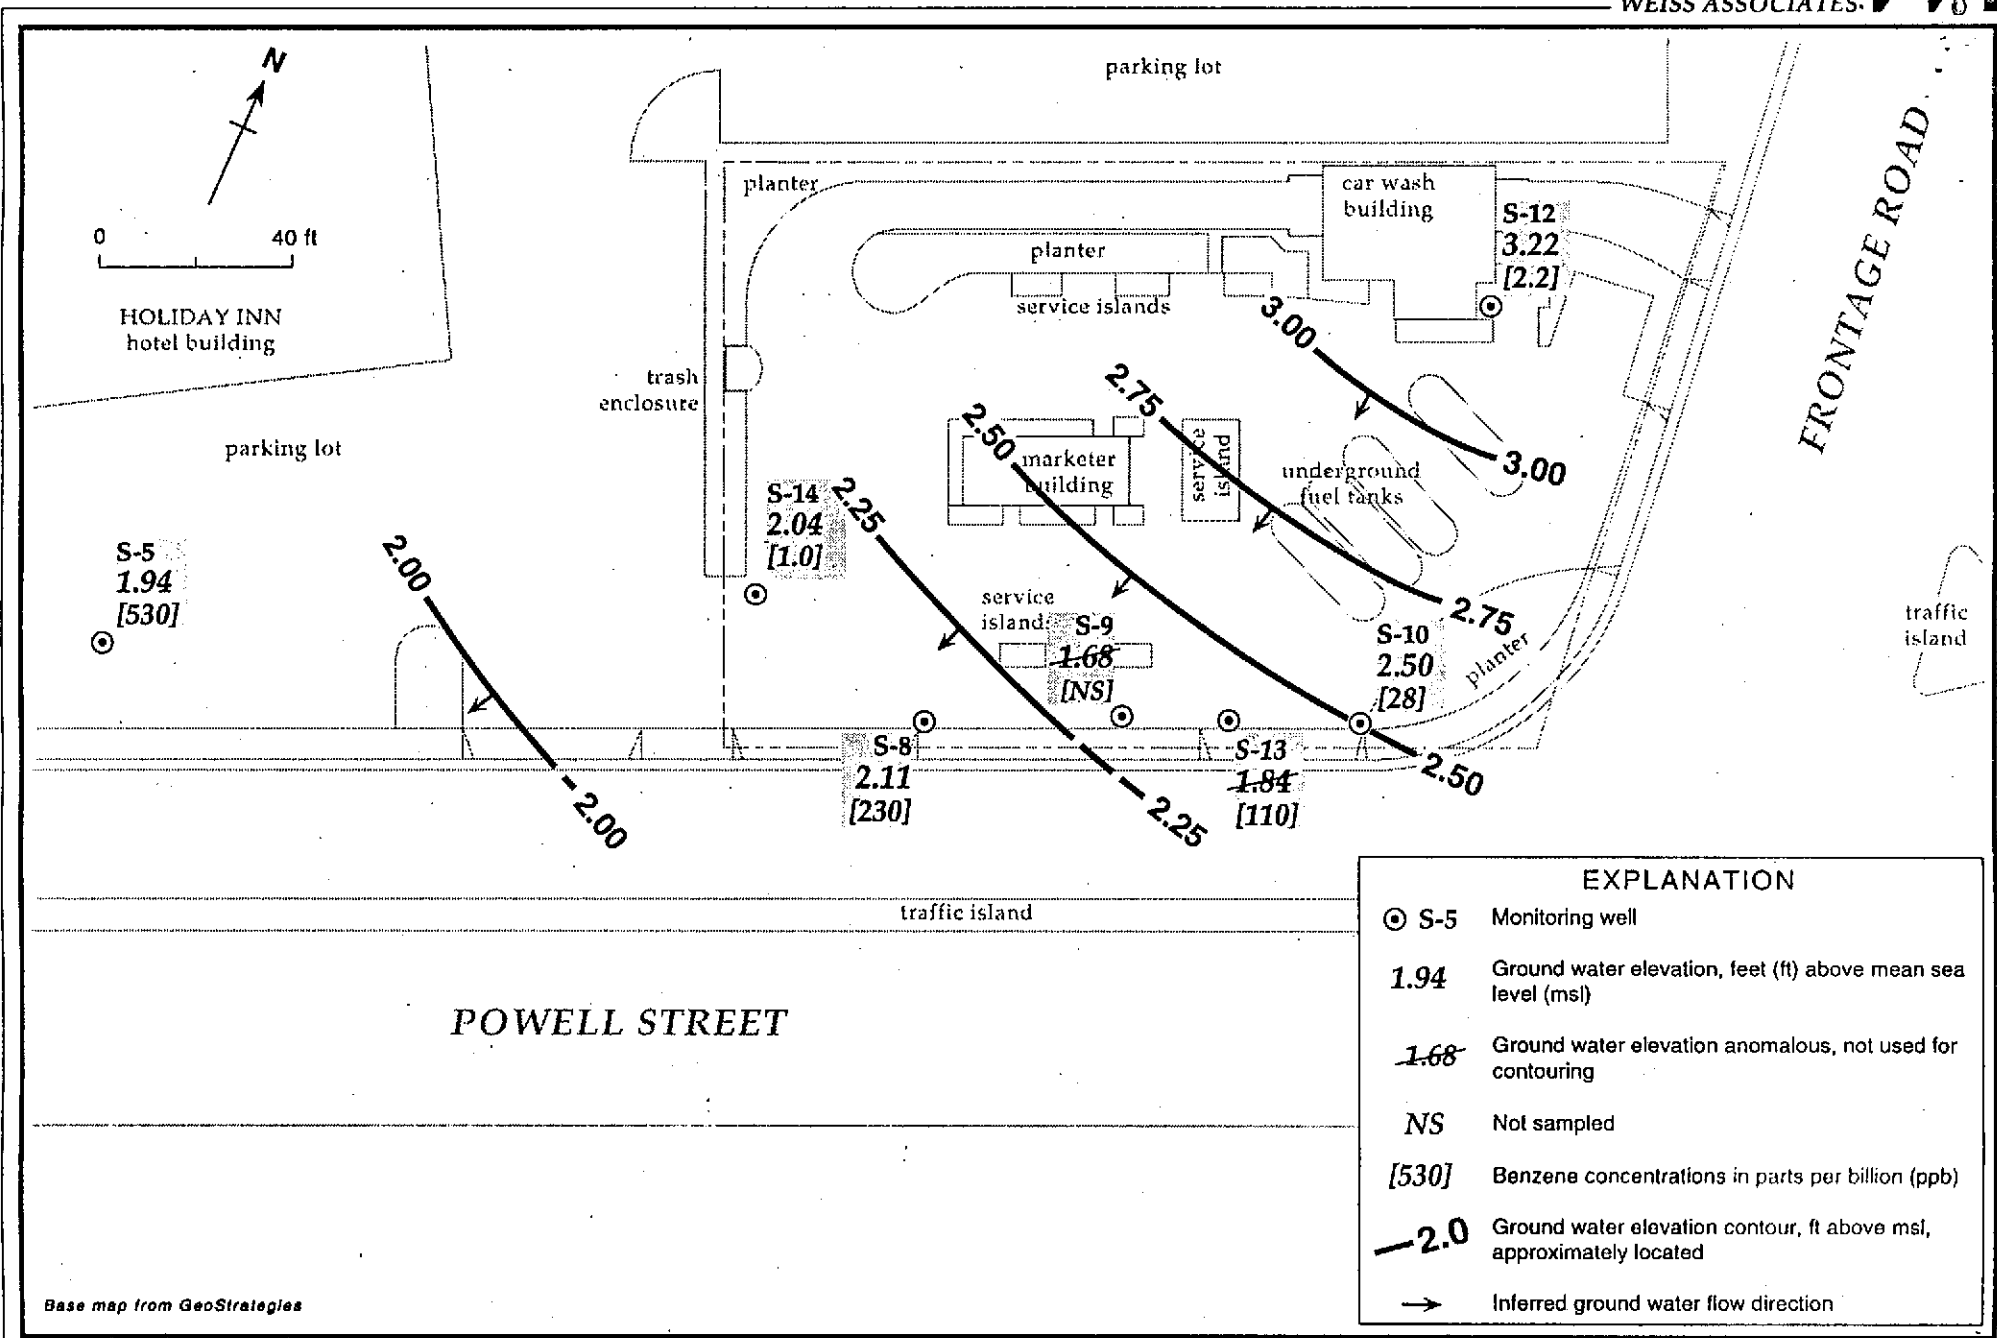 WEISS ASSOCIATES
N
0 40 ft
HOLIDAY INN
hotel building
parking lot
parking lot
planter
car wash
building
S-12
3.22
[2.2]
planter
service islands
trash
enclosure
FRONTAGE ROAD
3.00
3.00
2.75
2.75
2.50
2.50
2.25
2.25
2.00
2.00
marketer
building
service
island
underground
fuel tanks
S-14
2.04
[1.0]
S-5
1.94
[530]
service
island
S-9
1.68
[NS]
S-10
2.50
[28]
planter
traffic
island
S-8
2.11
[230]
S-13
1.84
[110]
traffic island
POWELL STREET
EXPLANATION
S-5 Monitoring well
1.94 Ground water elevation, feet (ft) above mean sea
level (msl)
1.68 Ground water elevation anomalous, not used for
contouring
NS Not sampled
[530] Benzene concentrations in parts per billion (ppb)
2.0 Ground water elevation contour, ft above msl,
approximately located
Inferred ground water flow direction
Base map from GeoStrategies